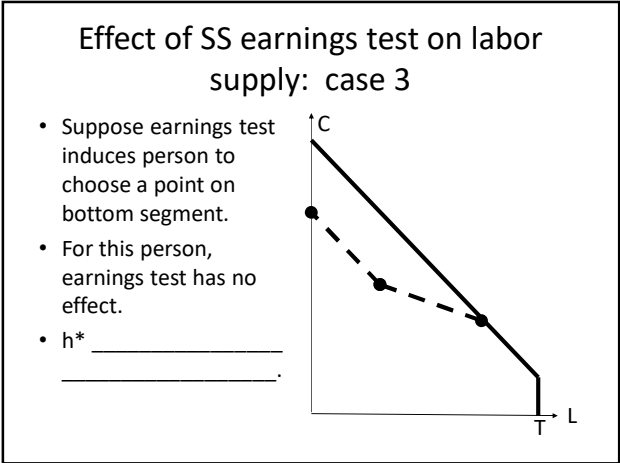 Effect of SS earnings test on labor
supply: case 3
• Suppose earnings test
induces person to
choose a point on
bottom segment.
• For this person,
earnings test has no
effect.
• h* _________________
___________________.
C
T
L